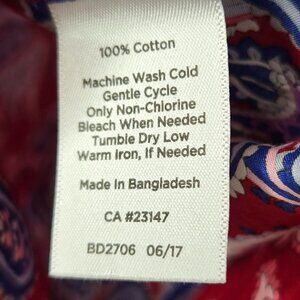 100% Cotton
Machine Wash Cold
Gentle Cycle
Only Non-Chlorine
Bleach When Needed
Tumble Dry Low
Warm Iron, If Needed
Made In Bangladesh
CA #23147
BD2706 06/17